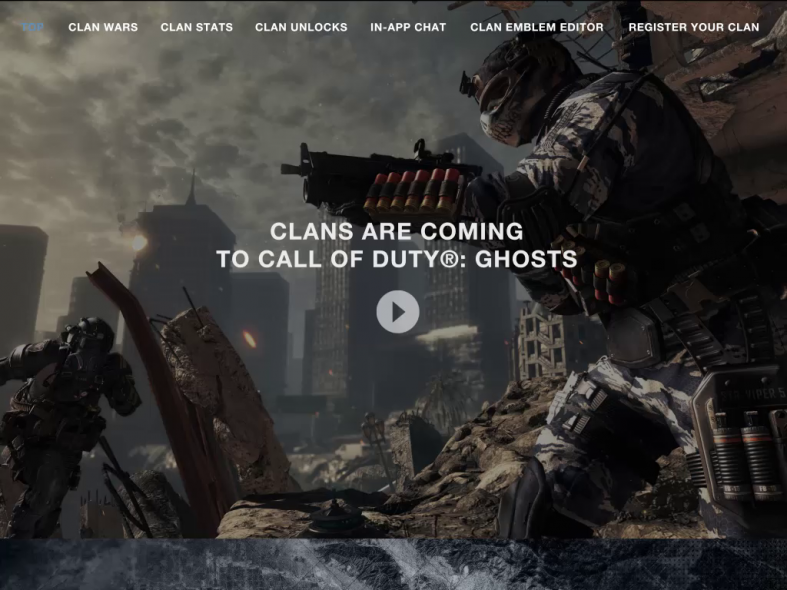 TOP
CLAN WARS
CLAN STATS
CLAN UNLOCKS
IN-APP CHAT
CLAN EMBLEM EDITOR
REGISTER YOUR CLAN
CLANS ARE COMING
TO CALL OF DUTY®: GHOSTS